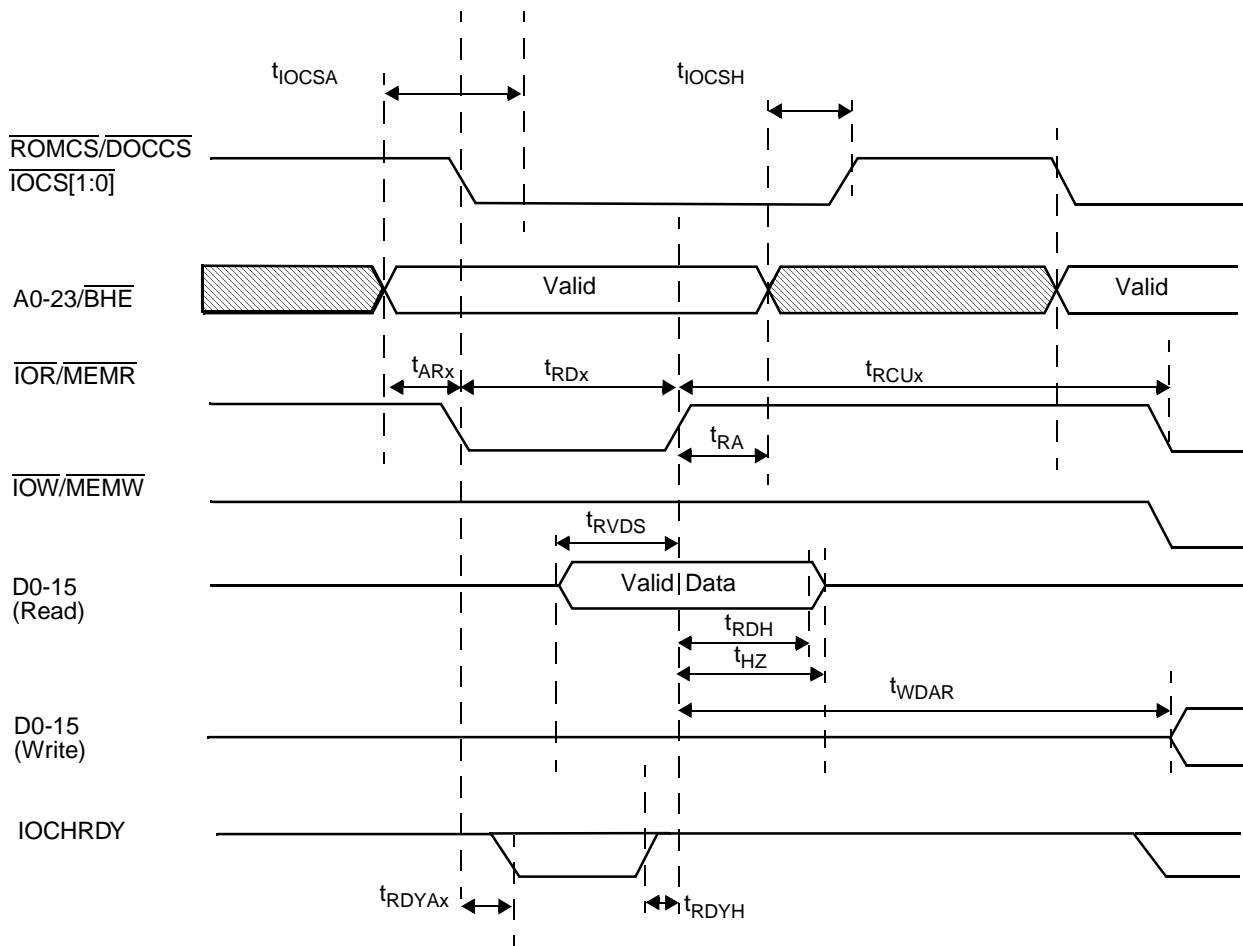 tIOCSA
tIOCSH
ROMCS/DOCCS
IOCS[1:0]
A0-23/BHE
Valid
Valid
IOR/MEMR
tARx
tRDx
tRCUx
tRA
IOW/MEMW
tRVDS
D0-15
(Read)
Valid Data
tRDH
tHZ
tWDAR
D0-15
(Write)
IOCHRDY
tRDYAx
tRDYH